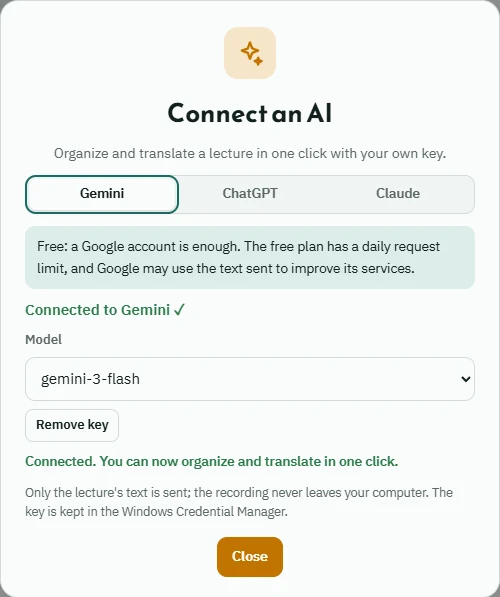 Connect an AI
Organize and translate a lecture in one click with your own key.
Gemini
ChatGPT
Claude
Free: a Google account is enough. The free plan has a daily request
limit, and Google may use the text sent to improve its services.
Connected to Gemini ✓
Model
gemini-3-flash
Remove key
Connected. You can now organize and translate in one click.
Only the lecture's text is sent; the recording never leaves your computer. The
key is kept in the Windows Credential Manager.
Close